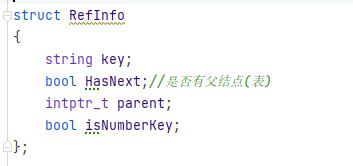 struct RefInfo
{
    string key;
    bool HasNext;//是否有父结点(表)
    intptr_t parent;
    bool isNumberKey;
};